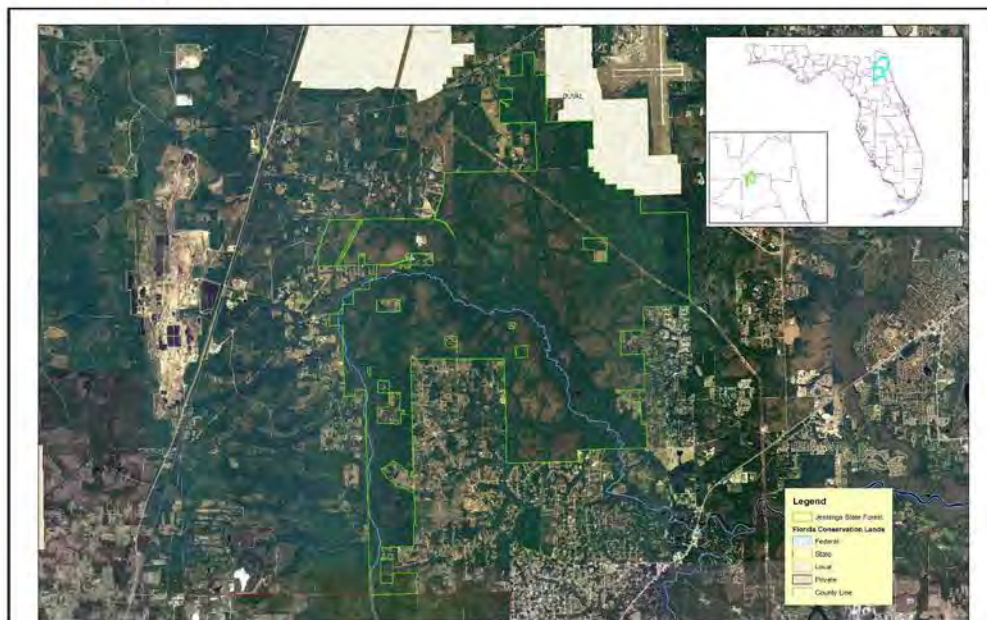 DUVAL
Legend
Jennings State Forest
Florida Conservation Lands
Federal
State
Local
Private
County Line